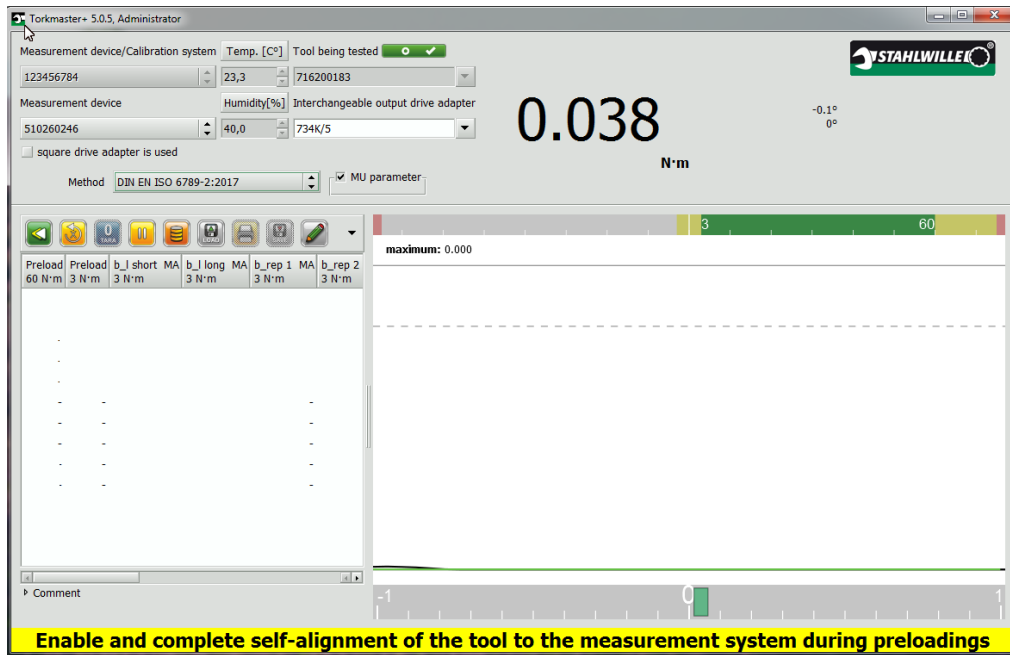 Torkmaster+ 5.0.5, Administrator
Measurement device/Calibration system Temp. [Cº] Tool being tested
123456784 23,3 716200183
STAHLWILLE®
Measurement device Humidity[%] Interchangeable output drive adapter
510260246 40,0 734K/5
0.038
N·m
-0.1°
0°
square drive adapter is used
Method DIN EN ISO 6789-2:2017 MU parameter
0
TARA
LOAD
SAVE
3 60
maximum: 0.000
Preload Preload b_l short MA b_l long MA b_rep 1 MA b_rep 2
60 N·m 3 N·m 3 N·m 3 N·m 3 N·m 3 N·m
-
-
-
- - -
- - -
- - -
- - -
- - -
Comment
-1 0 1
Enable and complete self-alignment of the tool to the measurement system during preloadings